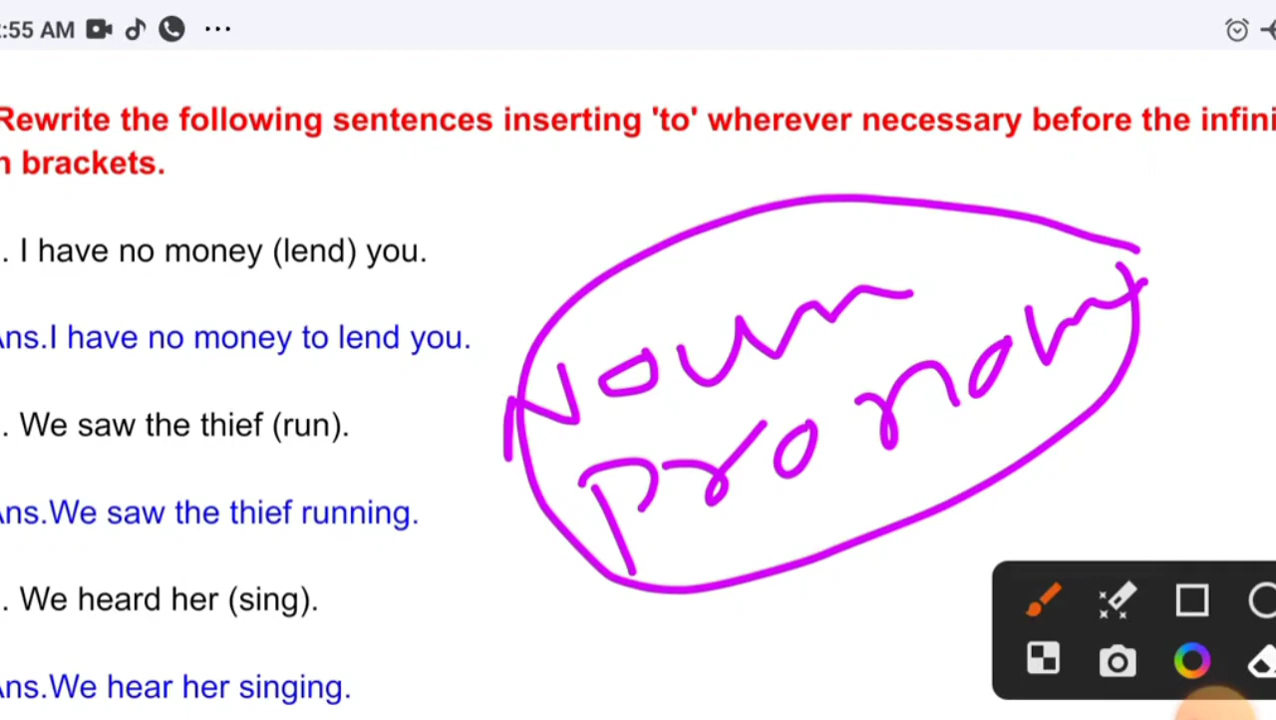 :55 AM ...
Rewrite the following sentences inserting 'to' wherever necessary before the infini
n brackets.
. I have no money (lend) you.
Ans.I have no money to lend you.
. We saw the thief (run).
Ans.We saw the thief running.
. We heard her (sing).
Ans.We hear her singing.
Noun
Pronoun